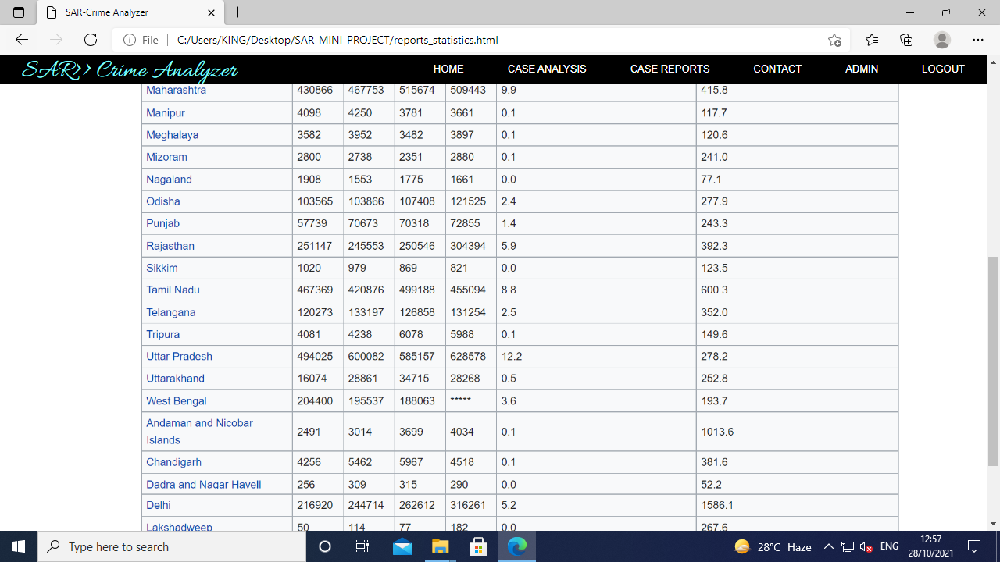 SAR-Crime Analyzer
File C:/Users/KING/Desktop/SAR-MINI-PROJECT/reports_statistics.html
SAR>> Crime Analyzer HOME CASE ANALYSIS CASE REPORTS CONTACT ADMIN LOGOUT
Maharashtra 430866 467753 515674 509443 9.9 415.8
Manipur 4098 4250 3781 3661 0.1 117.7
Meghalaya 3582 3952 3482 3897 0.1 120.6
Mizoram 2800 2738 2351 2880 0.1 241.0
Nagaland 1908 1553 1775 1661 0.0 77.1
Odisha 103565 103866 107408 121525 2.4 277.9
Punjab 57739 70673 70318 72855 1.4 243.3
Rajasthan 251147 245553 250546 304394 5.9 392.3
Sikkim 1020 979 869 821 0.0 123.5
Tamil Nadu 467369 420876 499188 455094 8.8 600.3
Telangana 120273 133197 126858 131254 2.5 352.0
Tripura 4081 4238 6078 5988 0.1 149.6
Uttar Pradesh 494025 600082 585157 628578 12.2 278.2
Uttarakhand 16074 28861 34715 28268 0.5 252.8
West Bengal 204400 195537 188063 ***** 3.6 193.7
Andaman and Nicobar
Islands 2491 3014 3699 4034 0.1 1013.6
Chandigarh 4256 5462 5967 4518 0.1 381.6
Dadra and Nagar Haveli 256 309 315 290 0.0 52.2
Delhi 216920 244714 262612 316261 5.2 1586.1
Lakshadweep 50 114 77 182 0.0 267.6
Type here to search 28°C Haze ENG 12:57
28/10/2021